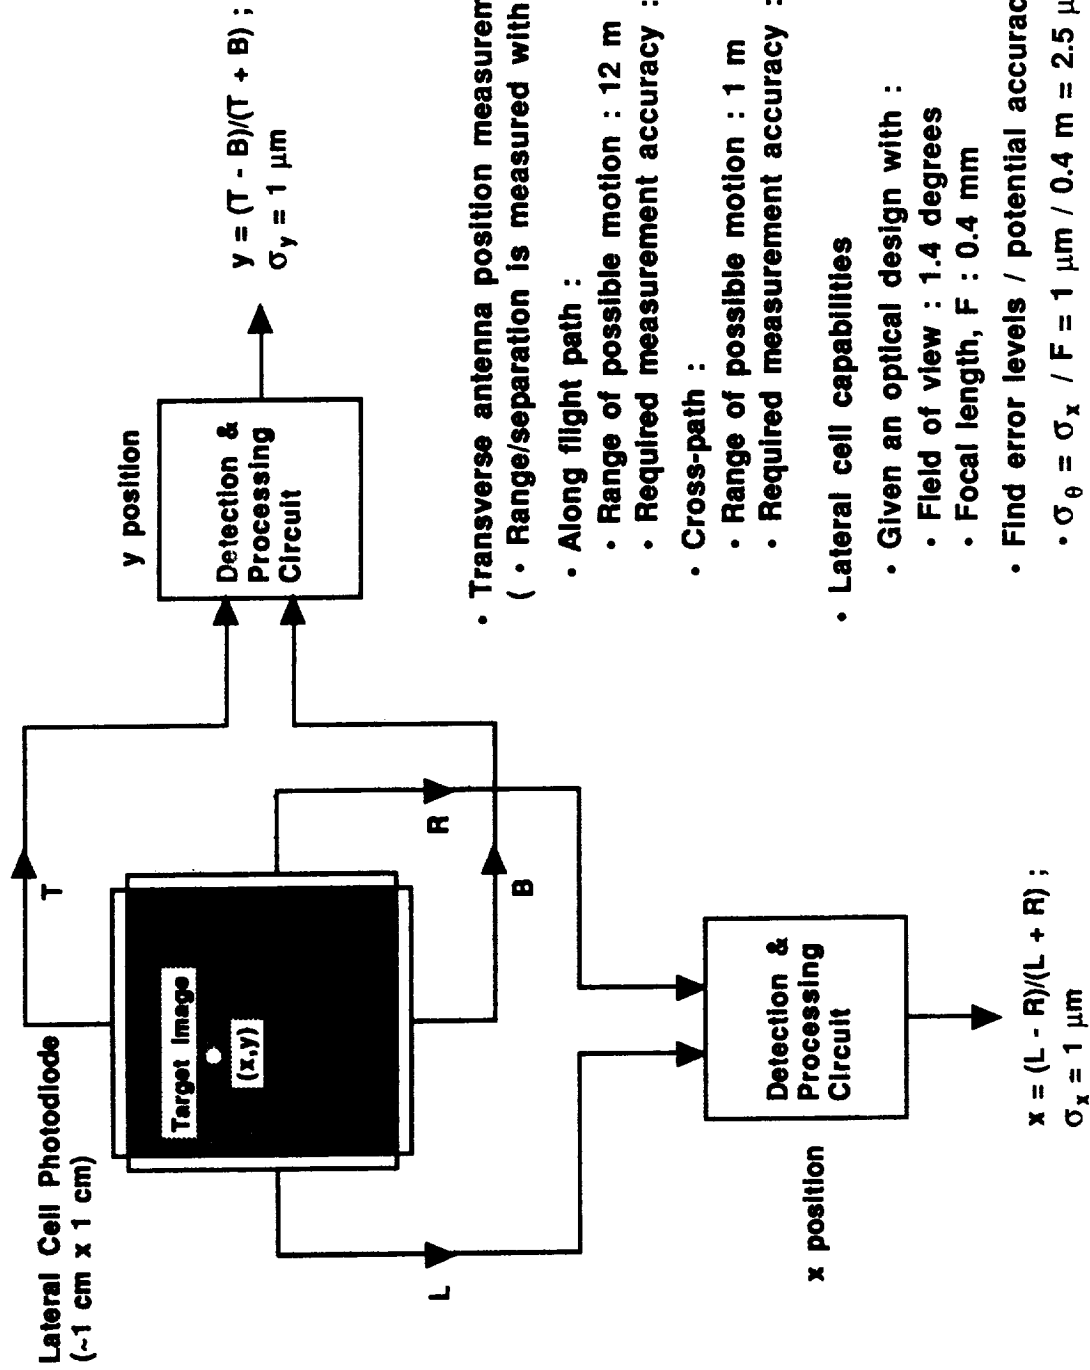 Lateral Cell Photodiode
(~1 cm x 1 cm)
Target Image
(x,y)
T
L
R
B
y position
Detection &
Processing
Circuit
y = (T - B)/(T + B) ;
σy = 1 μm
x position
Detection &
Processing
Circuit
x = (L - R)/(L + R) ;
σx = 1 μm
• Transverse antenna position
( • Range/separation is measured with
• Along flight path :
• Range of possible motion : 12 m
• Required measurement accuracy :
• Cross-path :
• Range of possible motion : 1 m
• Required measurement accuracy :
• Lateral cell capabilities
• Given an optical design with :
• Field of view : 1.4 degrees
• Focal length, F : 0.4 mm
• Find error levels / potential
• σθ = σx / F = 1 μm / 0.4 m = 2.5